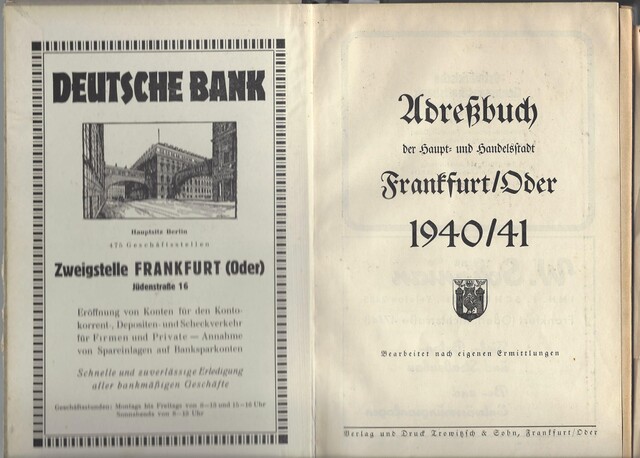 DEUTSCHE BANK
Hauptsitz Berlin
475 Geschäftsstellen
Zweigstelle FRANKFURT (Oder)
Jüdenstraße 16
Eröffnung von Konten für den Konto-
korrent-, Depositen- und Scheckverkehr
für Firmen und Private — Annahme
von Spareinlagen auf Banksparkonten
Schnelle und zuverlässige Erledigung
aller bankmäßigen Geschäfte
Geschäftsstunden: Montags bis Freitags von 8—13 und 15—16 Uhr
Sonnabends von 8—13 Uhr
Adreßbuch
der Haupt- und Handelsstadt
Frankfurt/Oder
1940/41
Bearbeitet nach eigenen Ermittlungen
Verlag und Druck Trowitzsch & Sohn, Frankfurt/Oder